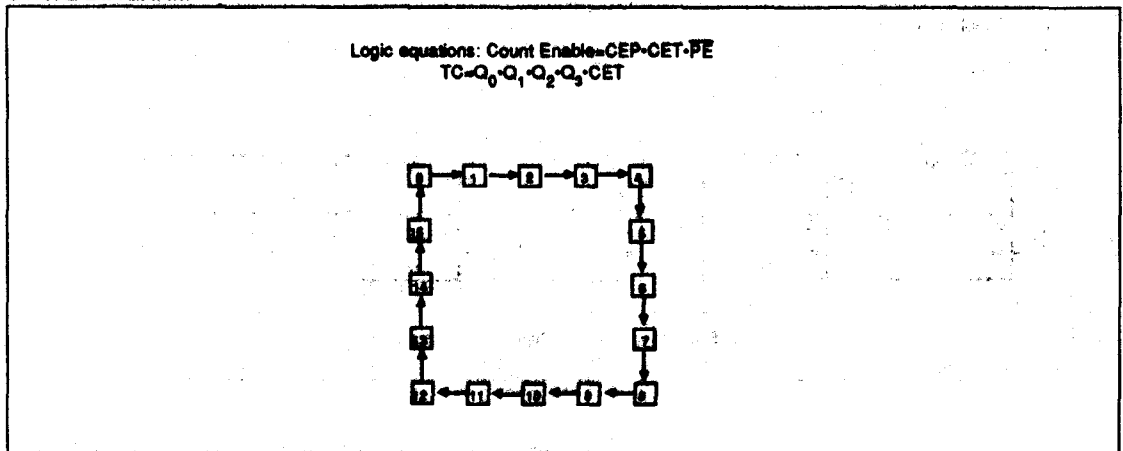 Logic equations: Count Enable=CEP•CET•P̅E̅
TC=Q₀•Q₁•Q₂•Q₃•CET
0 1 2 3 4
15 5
14 6
13 7
12 11 10 9 8